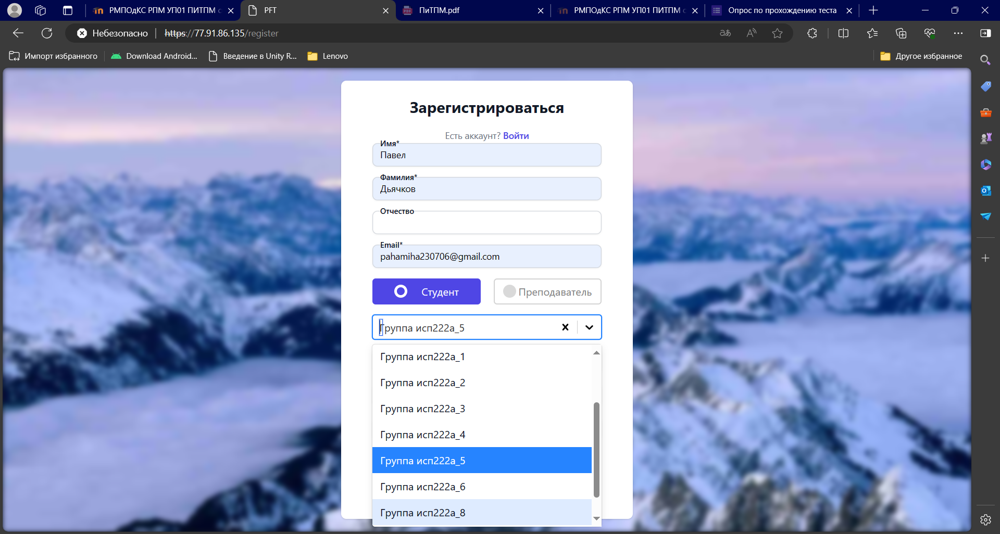 РМПОдКС РПМ УП01 ПИТПМ с
PFT
ПиТПМ.pdf
РМПОдКС РПМ УП01 ПИТПМ с
Опрос по прохождению теста
Небезопасно
https://77.91.86.135/register
Импорт избранного
Download Android...
Введение в Unity R...
Lenovo
Другое избранное
Зарегистрироваться
Есть аккаунт? Войти
Имя*
Павел
Фамилия*
Дьячков
Отчество
Email*
pahamiha230706@gmail.com
Студент
Преподаватель
Группа исп222а_5
Группа исп222а_1
Группа исп222а_2
Группа исп222а_3
Группа исп222а_4
Группа исп222а_5
Группа исп222а_6
Группа исп222а_8